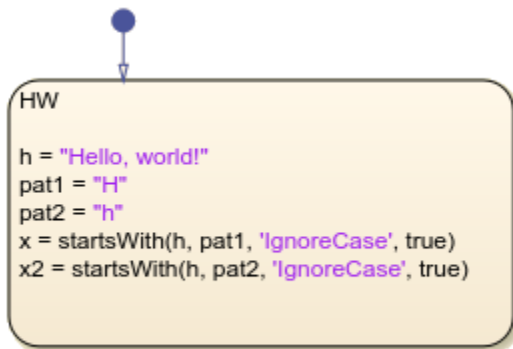 HW
h = "Hello, world!"
pat1 = "H"
pat2 = "h"
x = startsWith(h, pat1, 'IgnoreCase', true)
x2 = startsWith(h, pat2, 'IgnoreCase', true)